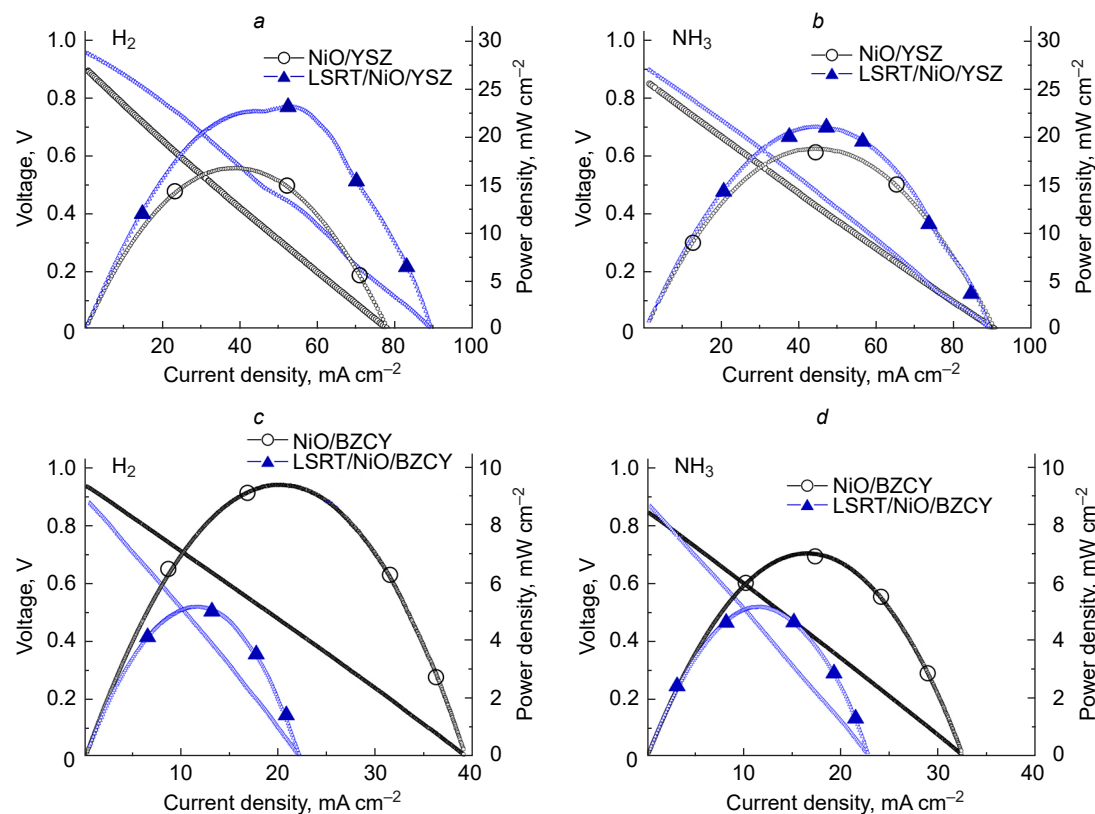 a
H₂
NiO/YSZ
LSRT/NiO/YSZ
1.0
0.8
0.6
0.4
0.2
0
Voltage, V
30
25
20
15
10
5
0
Power density, mW cm⁻²
20
40
60
80
100
Current density, mA cm⁻²
b
NH₃
NiO/YSZ
LSRT/NiO/YSZ
1.0
0.8
0.6
0.4
0.2
0
Voltage, V
30
25
20
15
10
5
0
Power density, mW cm⁻²
20
40
60
80
100
Current density, mA cm⁻²
c
H₂
NiO/BZCY
LSRT/NiO/BZCY
1.0
0.8
0.6
0.4
0.2
0
Voltage, V
10
8
6
4
2
0
Power density, mW cm⁻²
10
20
30
40
Current density, mA cm⁻²
d
NH₃
NiO/BZCY
LSRT/NiO/BZCY
1.0
0.8
0.6
0.4
0.2
0
Voltage, V
10
8
6
4
2
0
Power density, mW cm⁻²
10
20
30
40
Current density, mA cm⁻²